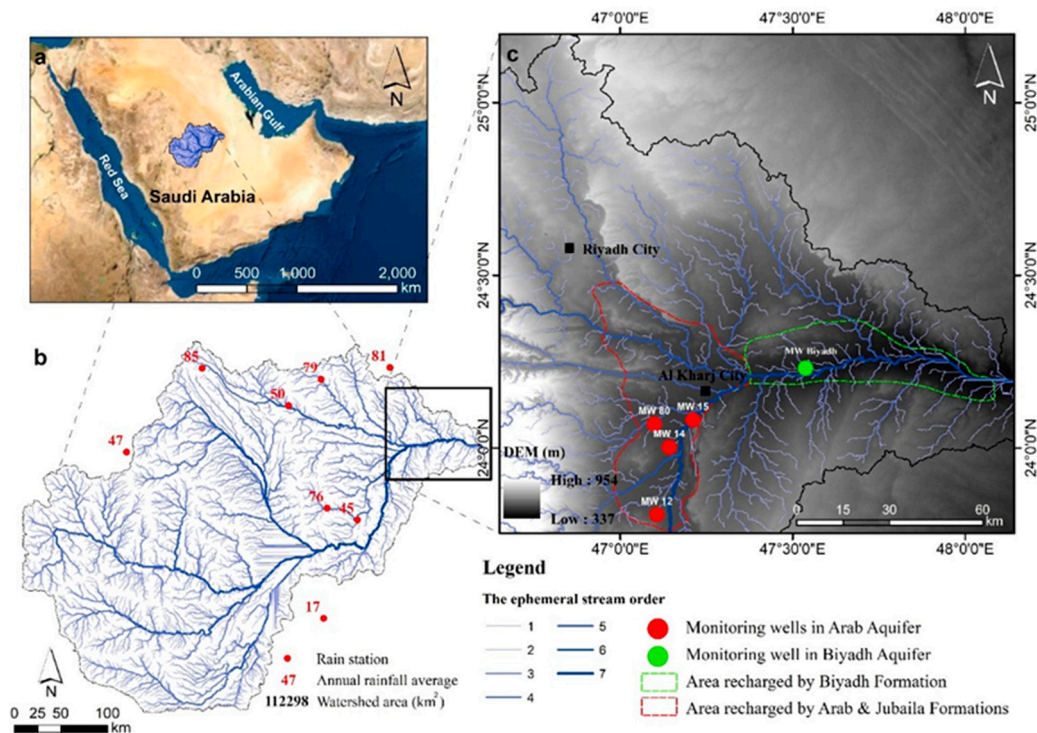 a
N
Arabian Gulf
Red Sea
Saudi Arabia
0 500 1,000 2,000
km
b
85
79
81
50
47
76
45
17
Rain station
47 Annual rainfall average
112298 Watershed area (km²)
N
0 25 50 100
km
47°0'0"E 47°30'0"E 48°0'0"E
c
N
25°0'0"N
24°30'0"N
24°0'0"N
Riyadh City
MW Biyadh
Al Kharj City
MW 15
MW 80
MW 14
MW 12
DEM (m)
High : 954
Low : 337
0 15 30 60
km
47°0'0"E 47°30'0"E 48°0'0"E
Legend
The ephemeral stream order
1
2
3
4
5
6
7
Monitoring wells in Arab Aquifer
Monitoring well in Biyadh Aquifer
Area recharged by Biyadh Formation
Area recharged by Arab & Jubaila Formations